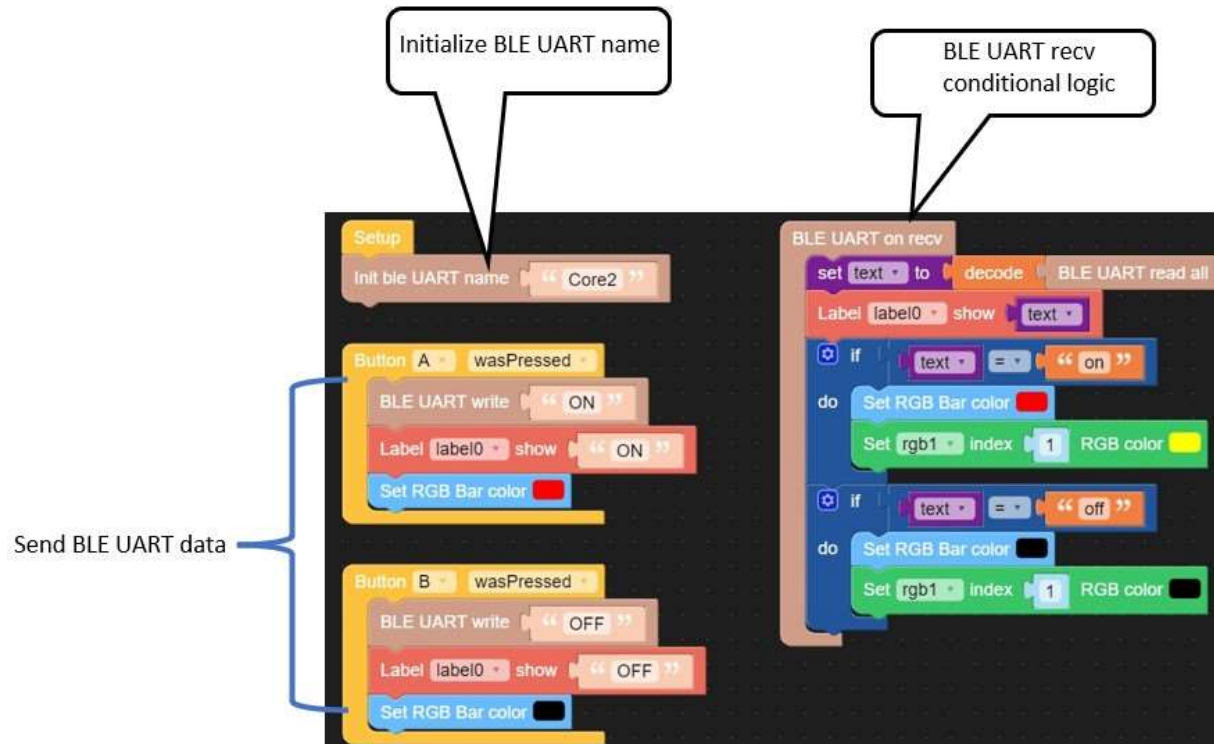 Initialize BLE UART name
BLE UART recv
conditional logic
Setup
Init ble UART name “ Core2 ”
Button A wasPressed
BLE UART write “ ON ”
Label label0 show “ ON ”
Set RGB Bar color
Send BLE UART data
Button B wasPressed
BLE UART write “ OFF ”
Label label0 show “ OFF ”
Set RGB Bar color
BLE UART on recv
set text to decode BLE UART read all
Label label0 show text
if text = “ on ”
do Set RGB Bar color
Set rgb1 index 1 RGB color
if text = “ off ”
do Set RGB Bar color
Set rgb1 index 1 RGB color